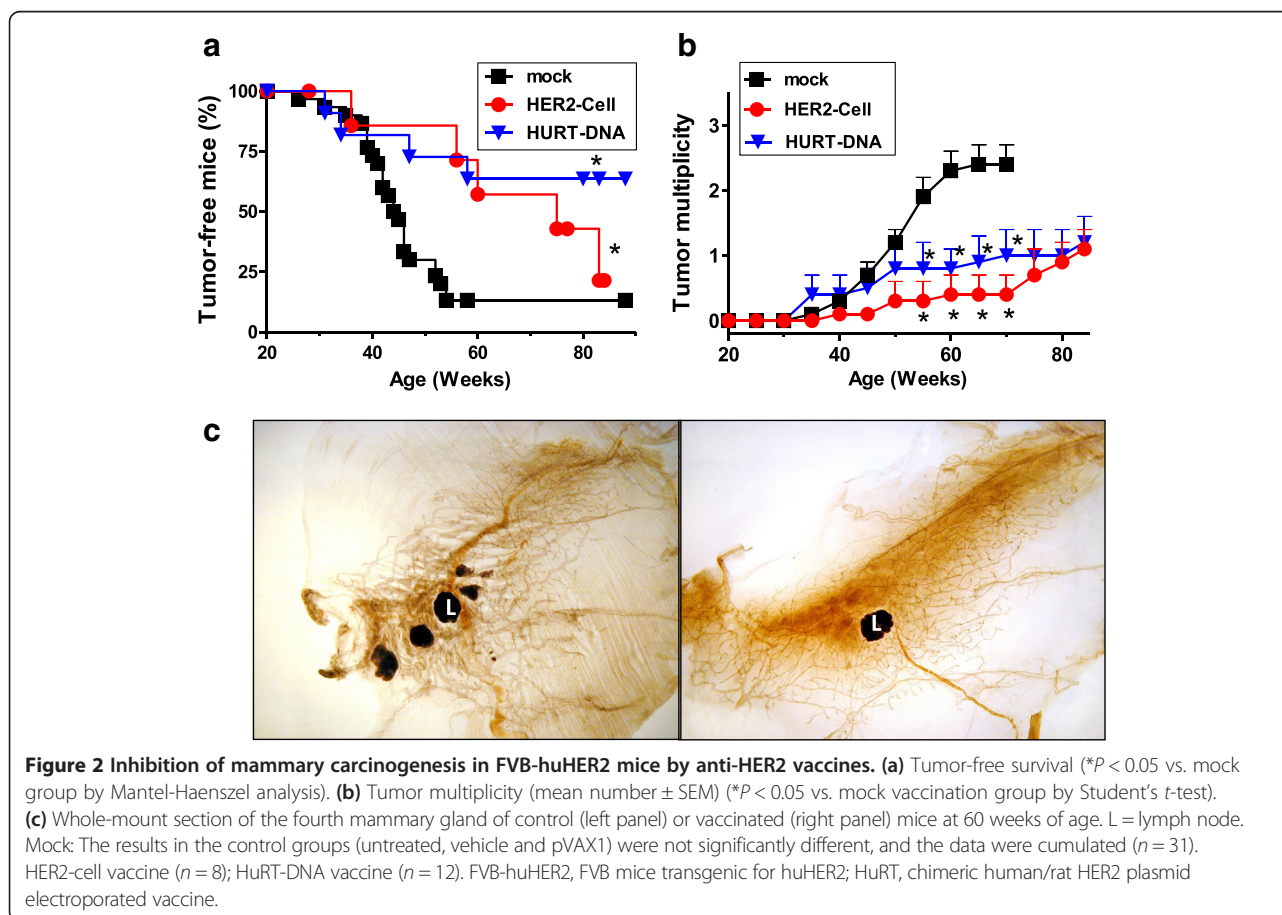 a
b
mock
HER2-Cell
HURT-DNA
Tumor-free mice (%)
100
75
50
25
0
20
40
60
80
Age (Weeks)
*
*
mock
HER2-Cell
HURT-DNA
Tumor multiplicity
3
2
1
0
20
40
60
80
Age (Weeks)
* * * *
* * * *
c
L
L
Figure 2 Inhibition of mammary carcinogenesis in FVB-huHER2 mice by anti-HER2 vaccines. (a) Tumor-free survival (*P < 0.05 vs. mock
group by Mantel-Haenszel analysis). (b) Tumor multiplicity (mean number ± SEM) (*P < 0.05 vs. mock vaccination group by Student's t-test).
(c) Whole-mount section of the fourth mammary gland of control (left panel) or vaccinated (right panel) mice at 60 weeks of age. L = lymph node.
Mock: The results in the control groups (untreated, vehicle and pVAX1) were not significantly different, and the data were cumulated (n = 31).
HER2-cell vaccine (n = 8); HuRT-DNA vaccine (n = 12). FVB-huHER2, FVB mice transgenic for huHER2; HuRT, chimeric human/rat HER2 plasmid
electroporated vaccine.